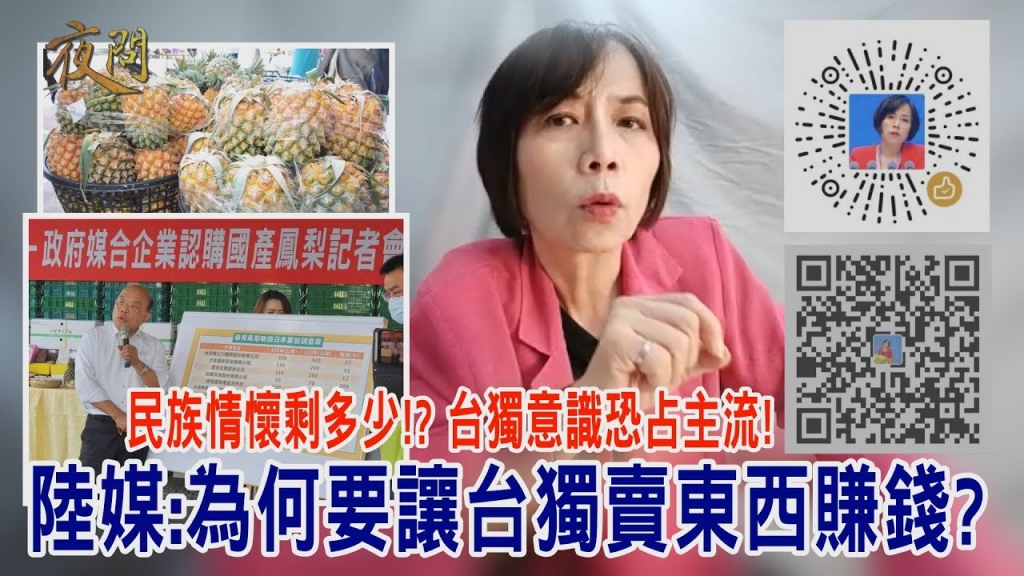 夜問
政府媒合企業認購國產鳳梨記者會
民族情懷剩多少!? 台獨意識恐占主流!
陸媒:為何要讓台獨賣東西賺錢?